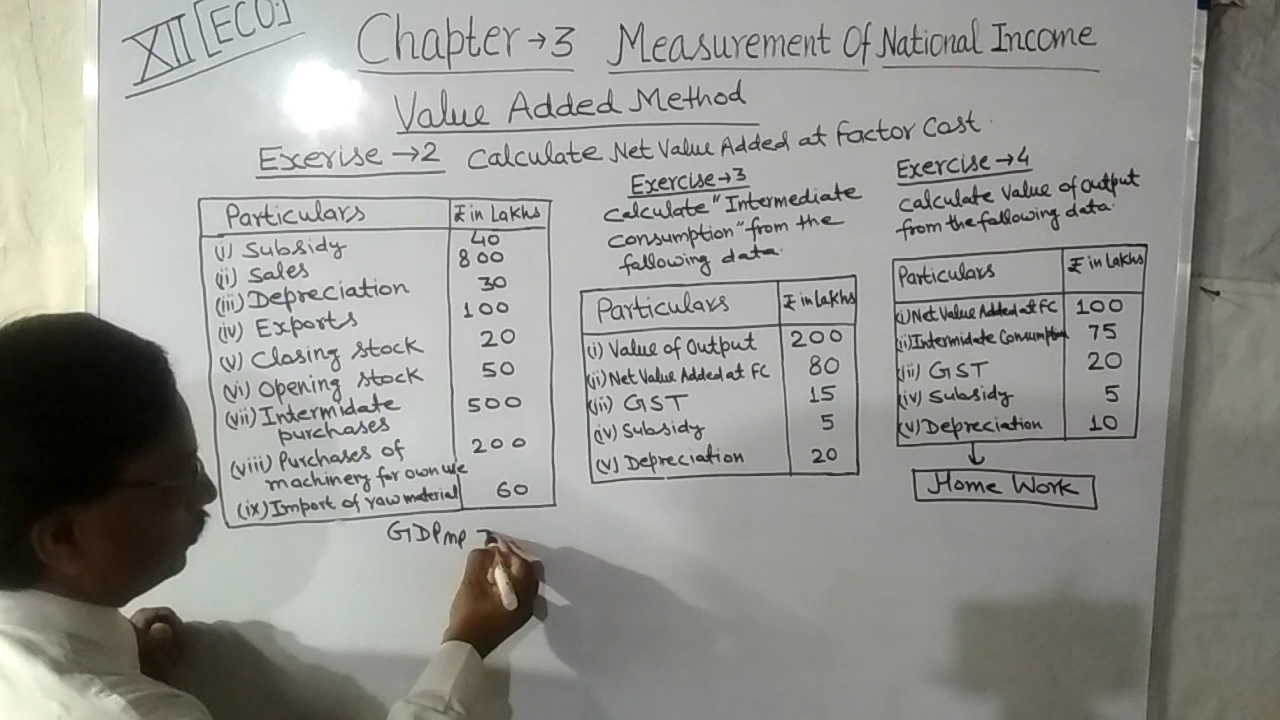 XII [ECO.]
Chapter→3 Measurement Of National Income
Value Added Method
Exerise→2 Calculate Net Value Added at Factor Cost.
Particulars ₹ in Lakhs
(i) Subsidy 40
(ii) Sales 800
(iii) Depreciation 30
(iv) Exports 100
(v) Closing Stock 20
(vi) Opening Stock 50
(vii) Intermidate
purchases 500
(viii) Purchases of
machinery for own use 200
(ix) Import of raw material 60
GDPMP =
Exercise→3
Calculate "Intermediate
Consumption" from the
following data.
Particulars ₹ in Lakhs
(i) Value of Output 200
(ii) Net Value Added at FC 80
(iii) GST 15
(iv) Subsidy 5
(v) Depreciation 20
Exercise→4
Calculate Value of Output
from the following data.
Particulars ₹ in Lakhs
(i) Net Value Added at FC 100
(ii) Intermidate Consumption 75
(iii) GST 20
(iv) Subsidy 5
(v) Depreciation 10
Home Work